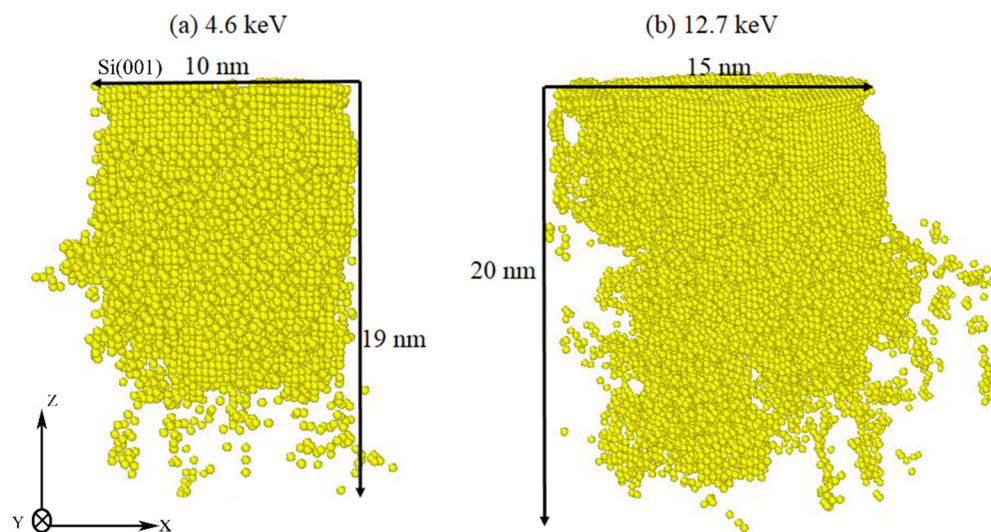 (a) 4.6 keV
(b) 12.7 keV
Si(001)
10 nm
15 nm
20 nm
19 nm
Z
Y
X